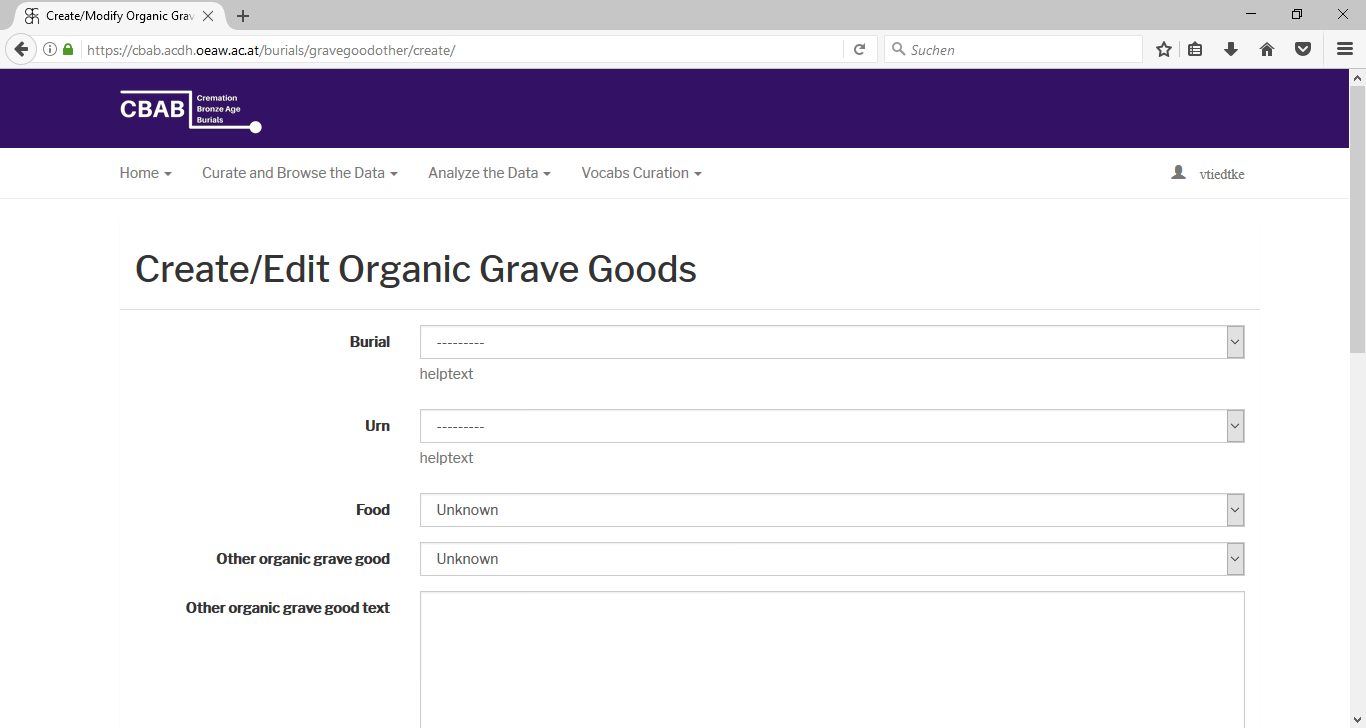 Create/Modify Organic Grav
https://cbab.acdh.oeaw.ac.at/burials/gravegoodother/create/
Suchen
CBAB
Cremation
Bronze Age
Burials
Home
Curate and Browse the Data
Analyze the Data
Vocabs Curation
vtiedtke
Create/Edit Organic Grave Goods
Burial
---------
helptext
Urn
---------
helptext
Food
Unknown
Other organic grave good
Unknown
Other organic grave good text